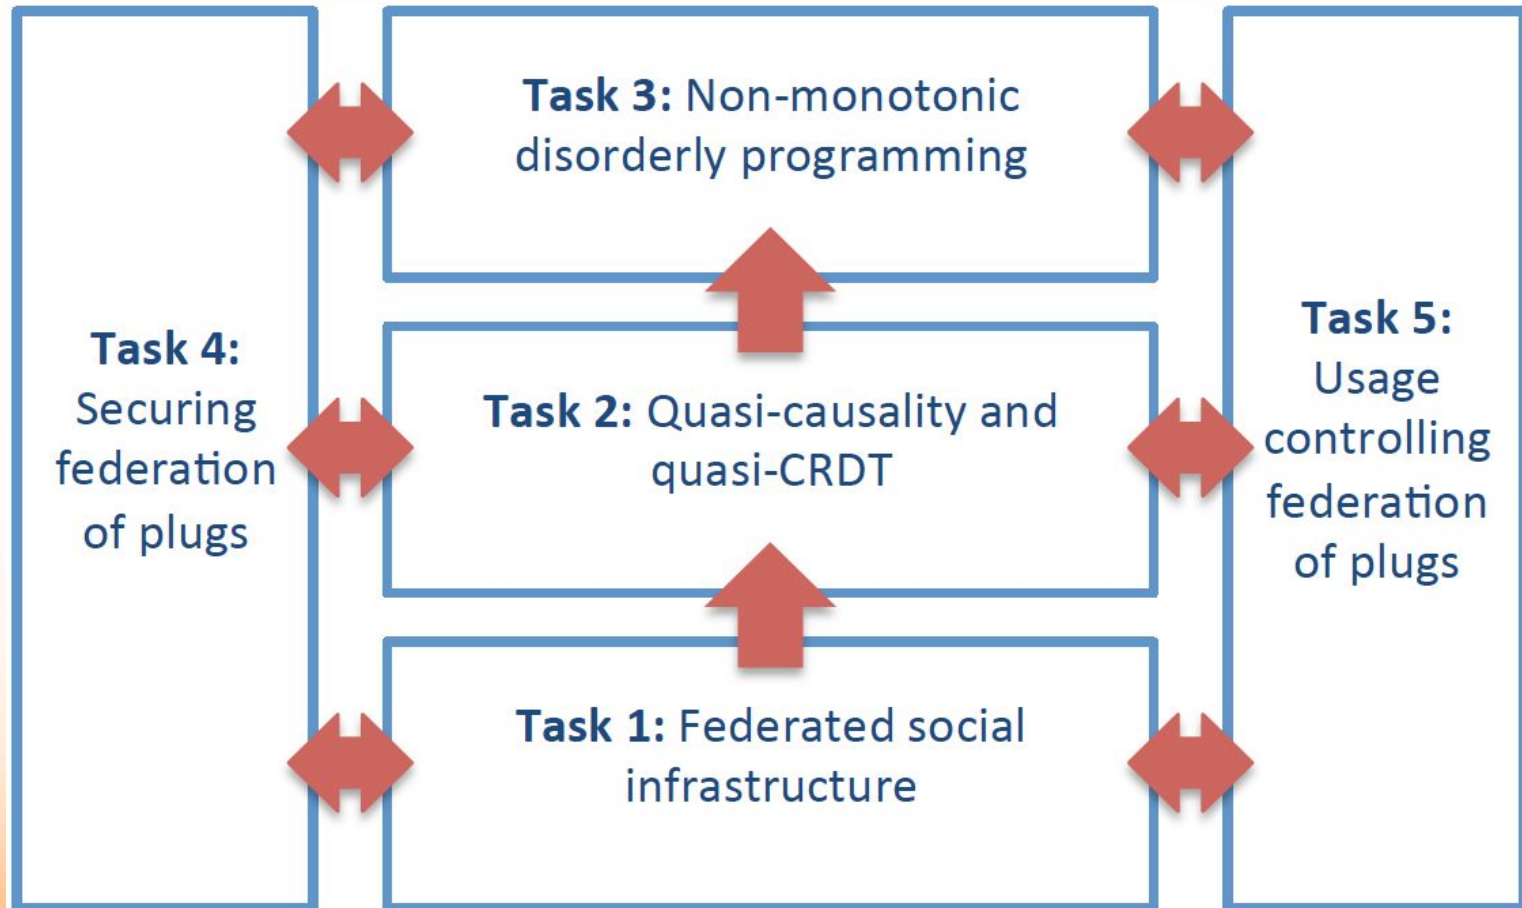 Task 3: Non-monotonic
disorderly programming
Task 4:
Securing
federation
of plugs
Task 2: Quasi-causality and
quasi-CRDT
Task 5:
Usage
controlling
federation
of plugs
Task 1: Federated social
infrastructure